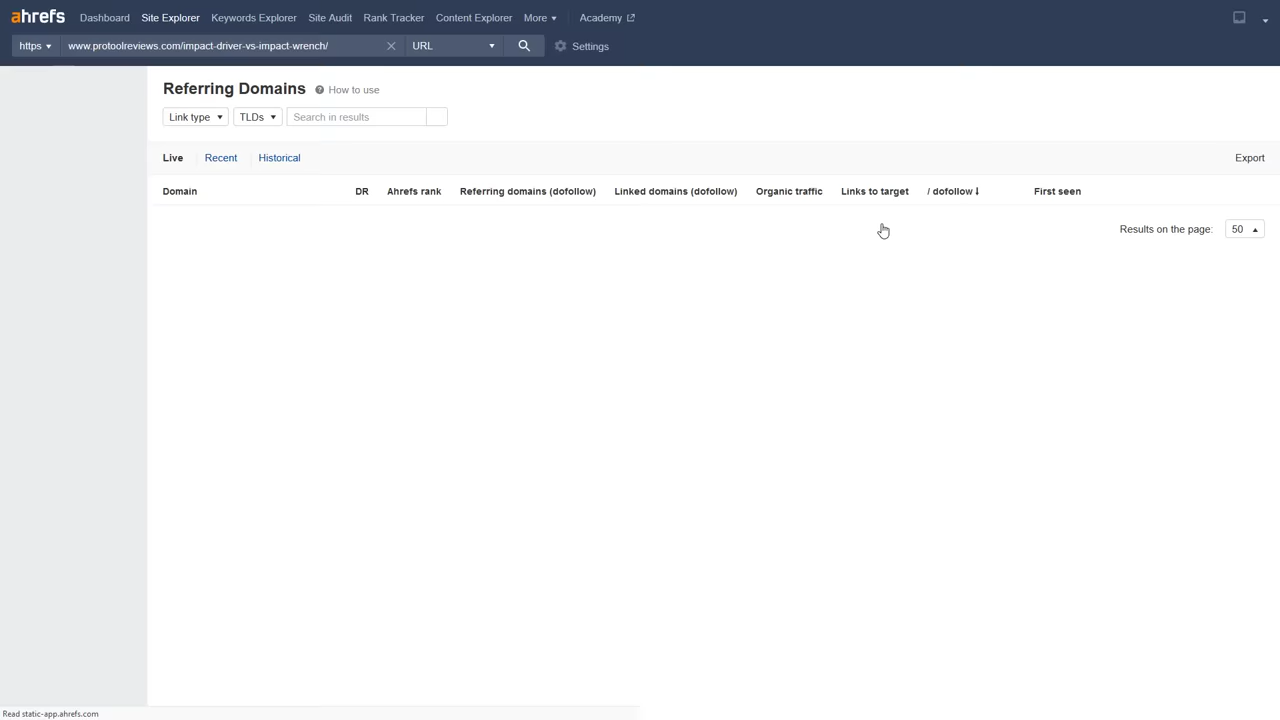 ahrefs Dashboard Site Explorer Keywords Explorer Site Audit Rank Tracker Content Explorer More Academy
https www.protoolreviews.com/impact-driver-vs-impact-wrench/ URL Settings
Referring Domains ? How to use
Link type TLDs Search in results
Live Recent Historical Export
Domain DR Ahrefs rank Referring domains (dofollow) Linked domains (dofollow) Organic traffic Links to target / dofollow First seen
Results on the page: 50
Read static-app.ahrefs.com